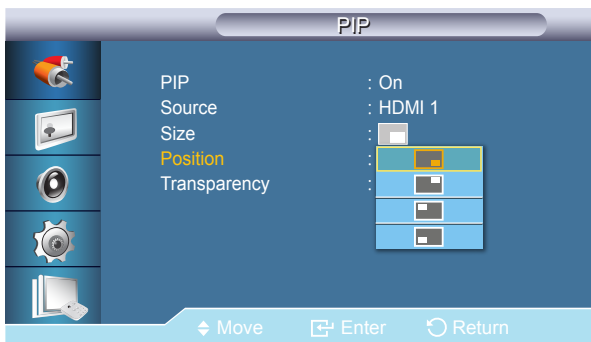 PIP
PIP : On
Source : HDMI 1
Size :
Position :
Transparency :
Move Enter Return